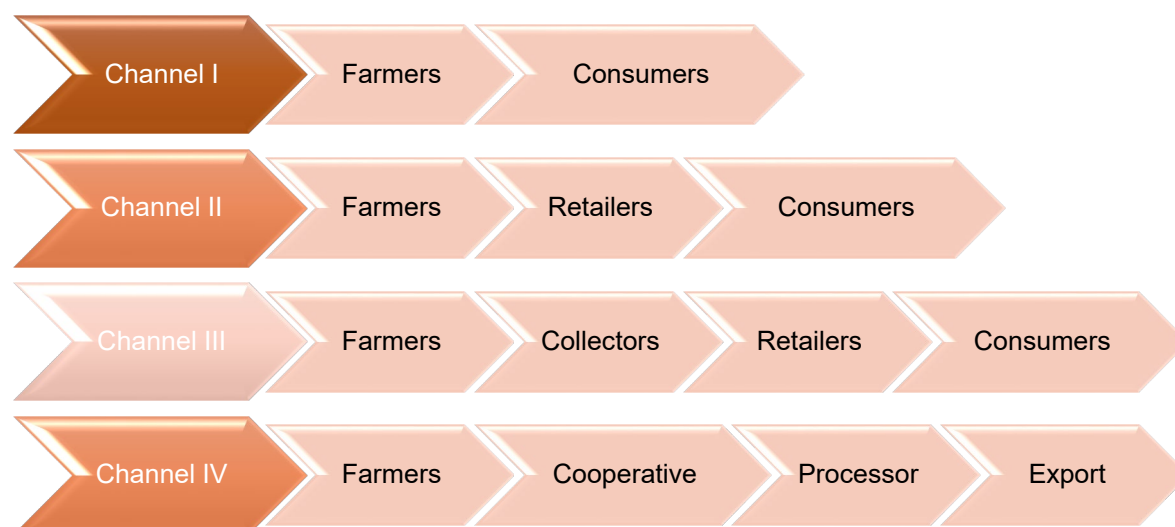 Channel I Farmers Consumers
Channel II Farmers Retailers Consumers
Channel III Farmers Collectors Retailers Consumers
Channel IV Farmers Cooperative Processor Export